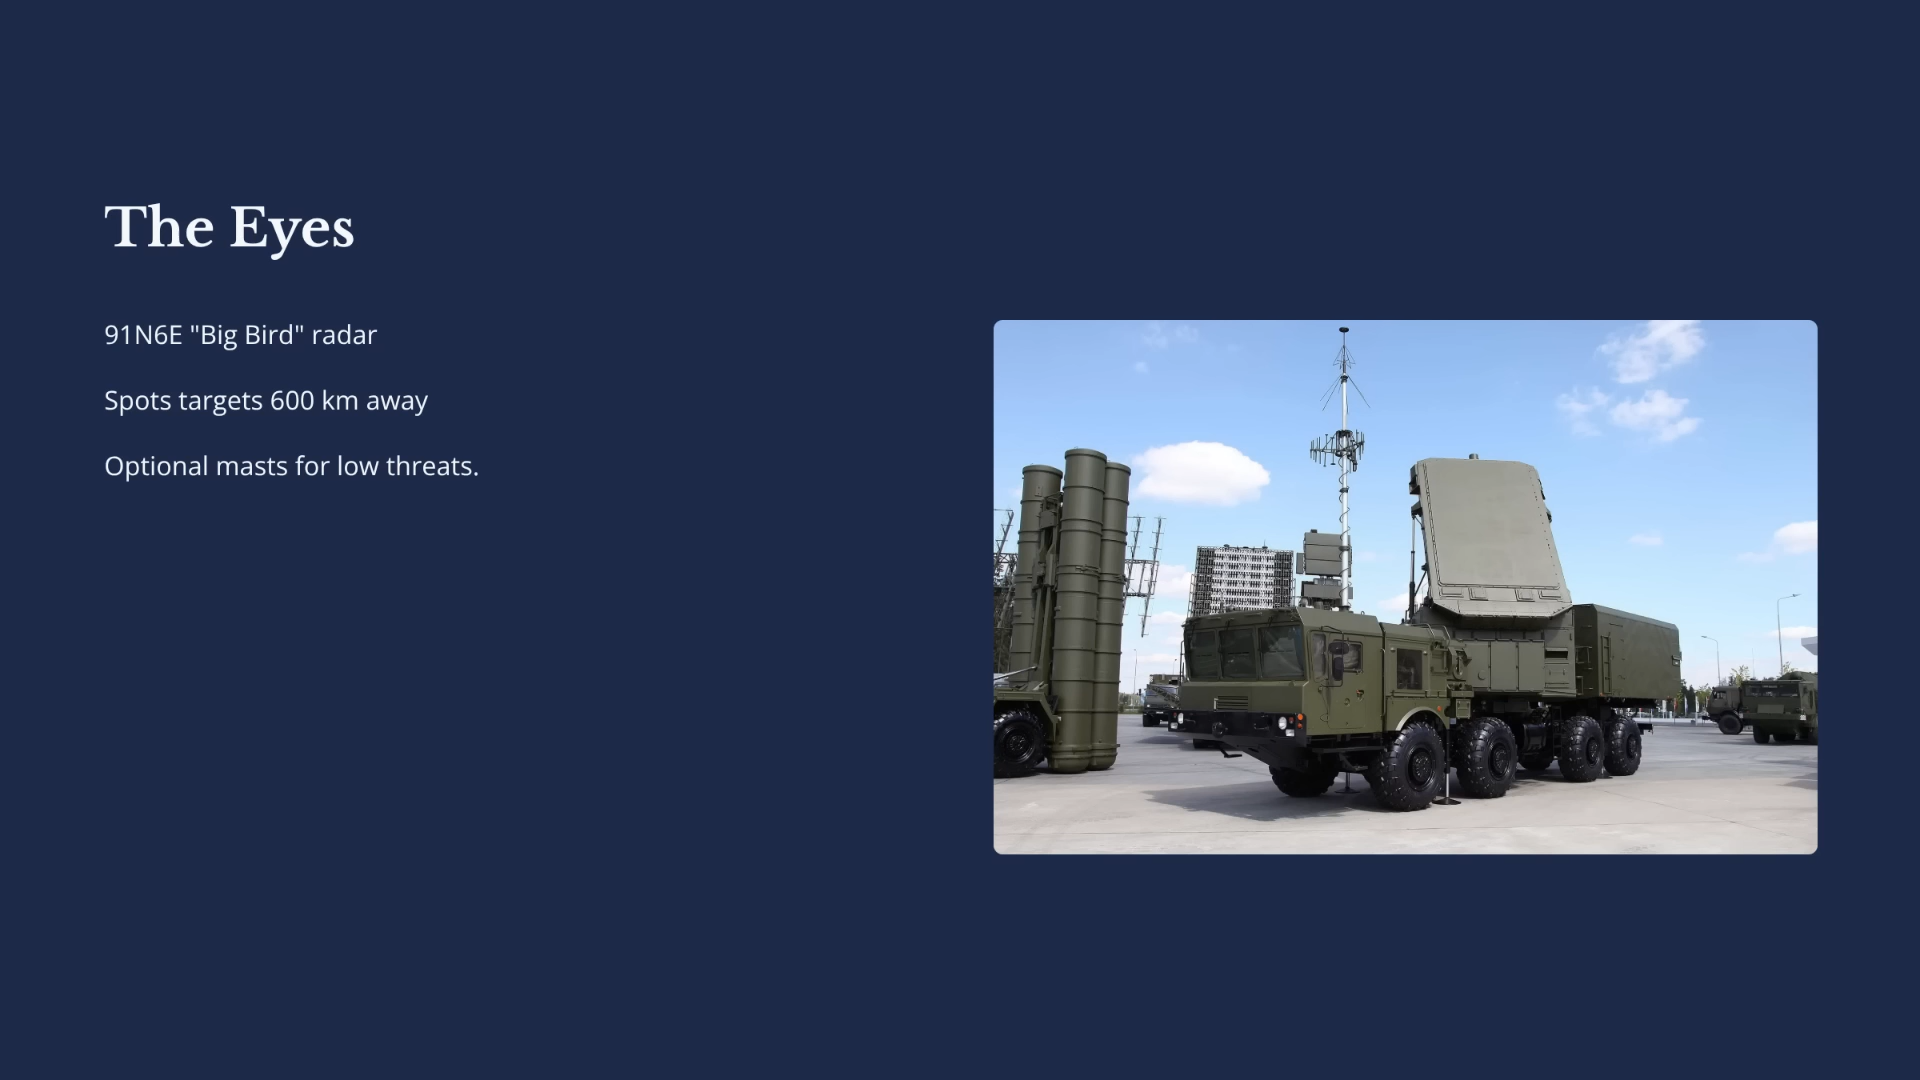 The Eyes
91N6E "Big Bird" radar
Spots targets 600 km away
Optional masts for low threats.